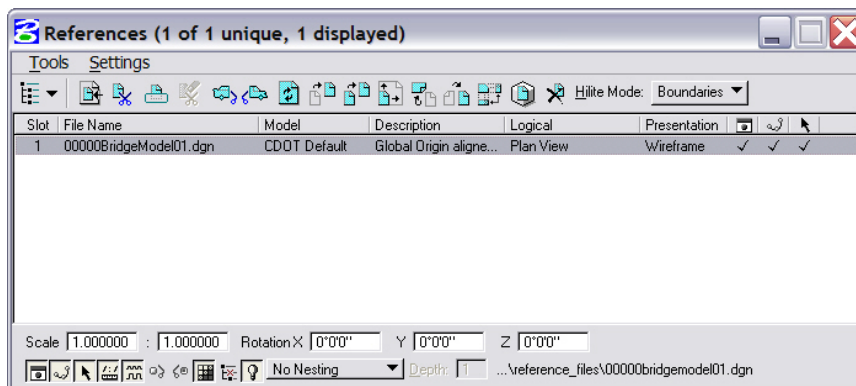 References (1 of 1 unique, 1 displayed)
Tools Settings
Hilite Mode: Boundaries
Slot File Name Model Description Logical Presentation
1 00000BridgeModel01.dgn CDOT Default Global Origin aligne... Plan View Wireframe
Scale 1.000000 : 1.000000 Rotation X 0°0'0" Y 0°0'0" Z 0°0'0"
No Nesting Depth: 1 ...\reference_files\00000bridgemodel01.dgn